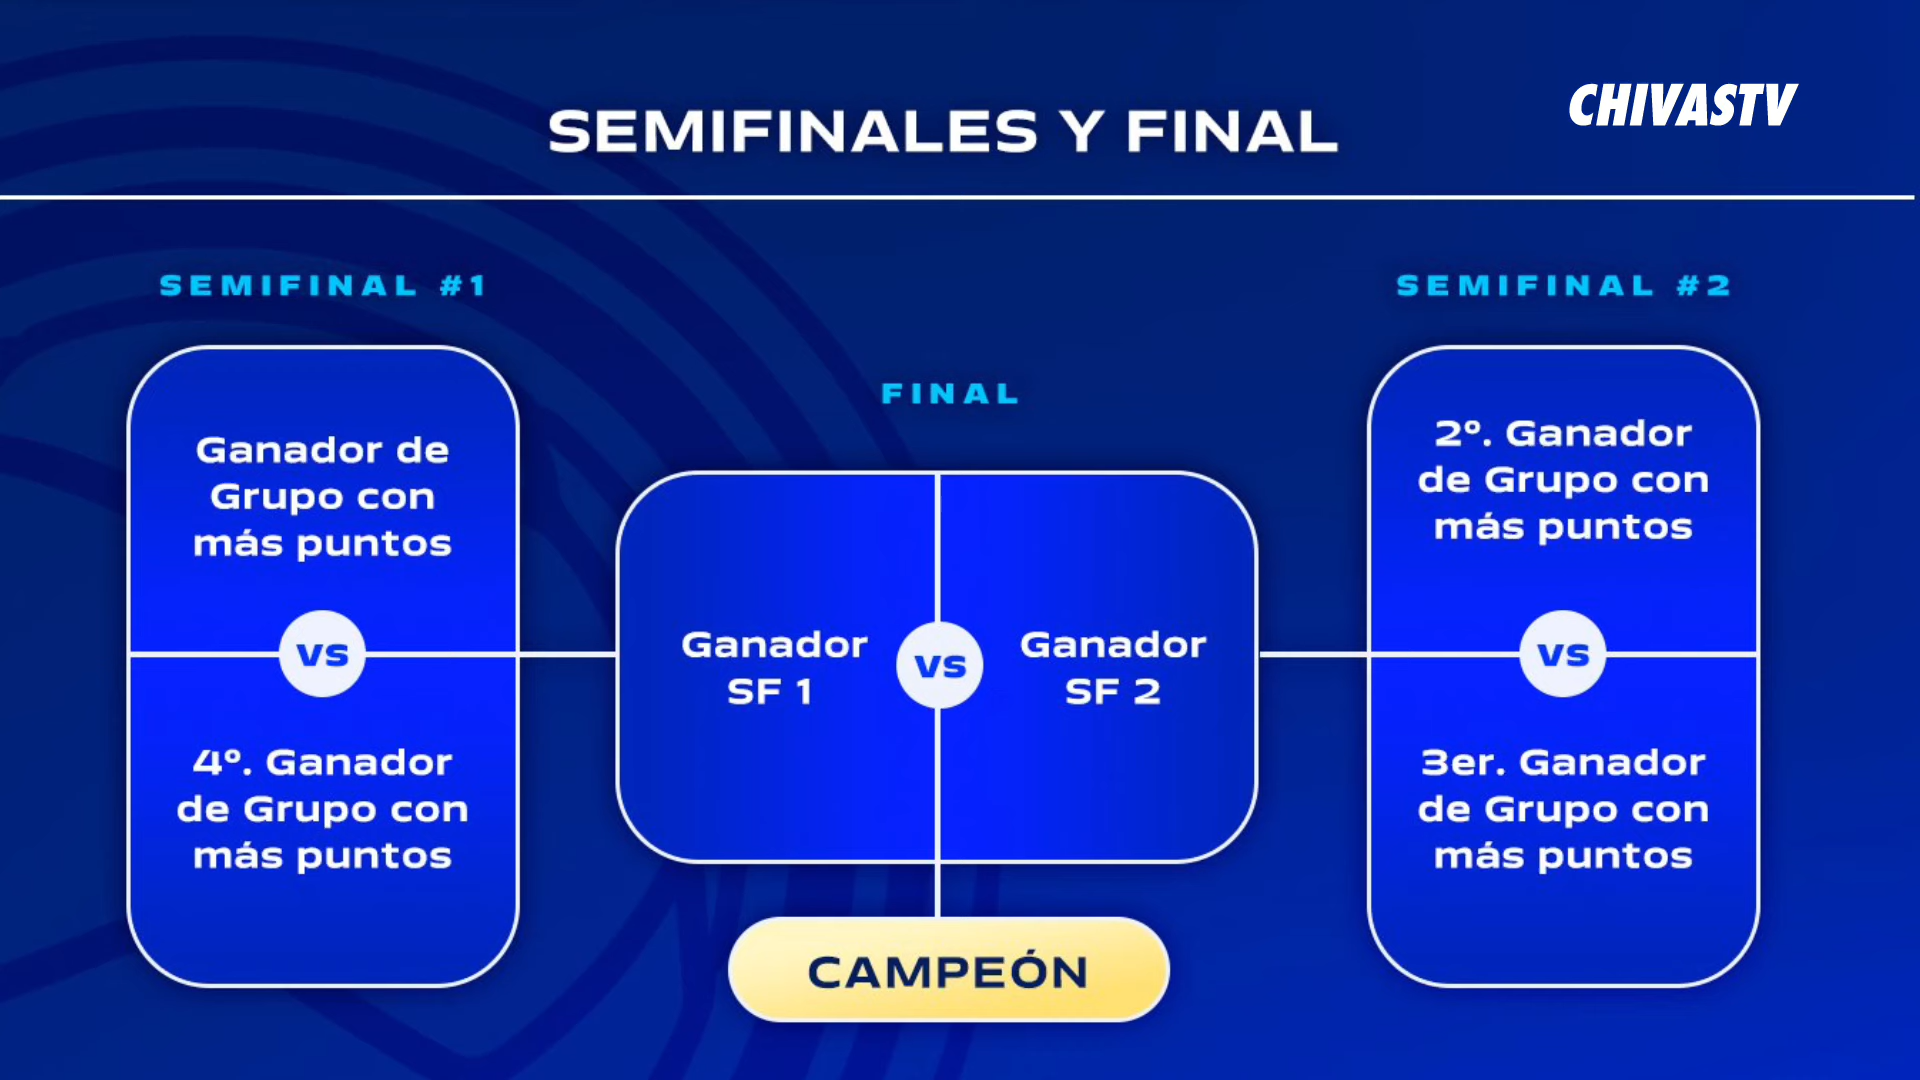 SEMIFINALES Y FINAL
CHIVASTV
SEMIFINAL #1
Ganador de
Grupo con
más puntos
vs
4º. Ganador
de Grupo con
más puntos
FINAL
Ganador
SF 1
vs
Ganador
SF 2
CAMPEÓN
SEMIFINAL #2
2º. Ganador
de Grupo con
más puntos
vs
3er. Ganador
de Grupo con
más puntos